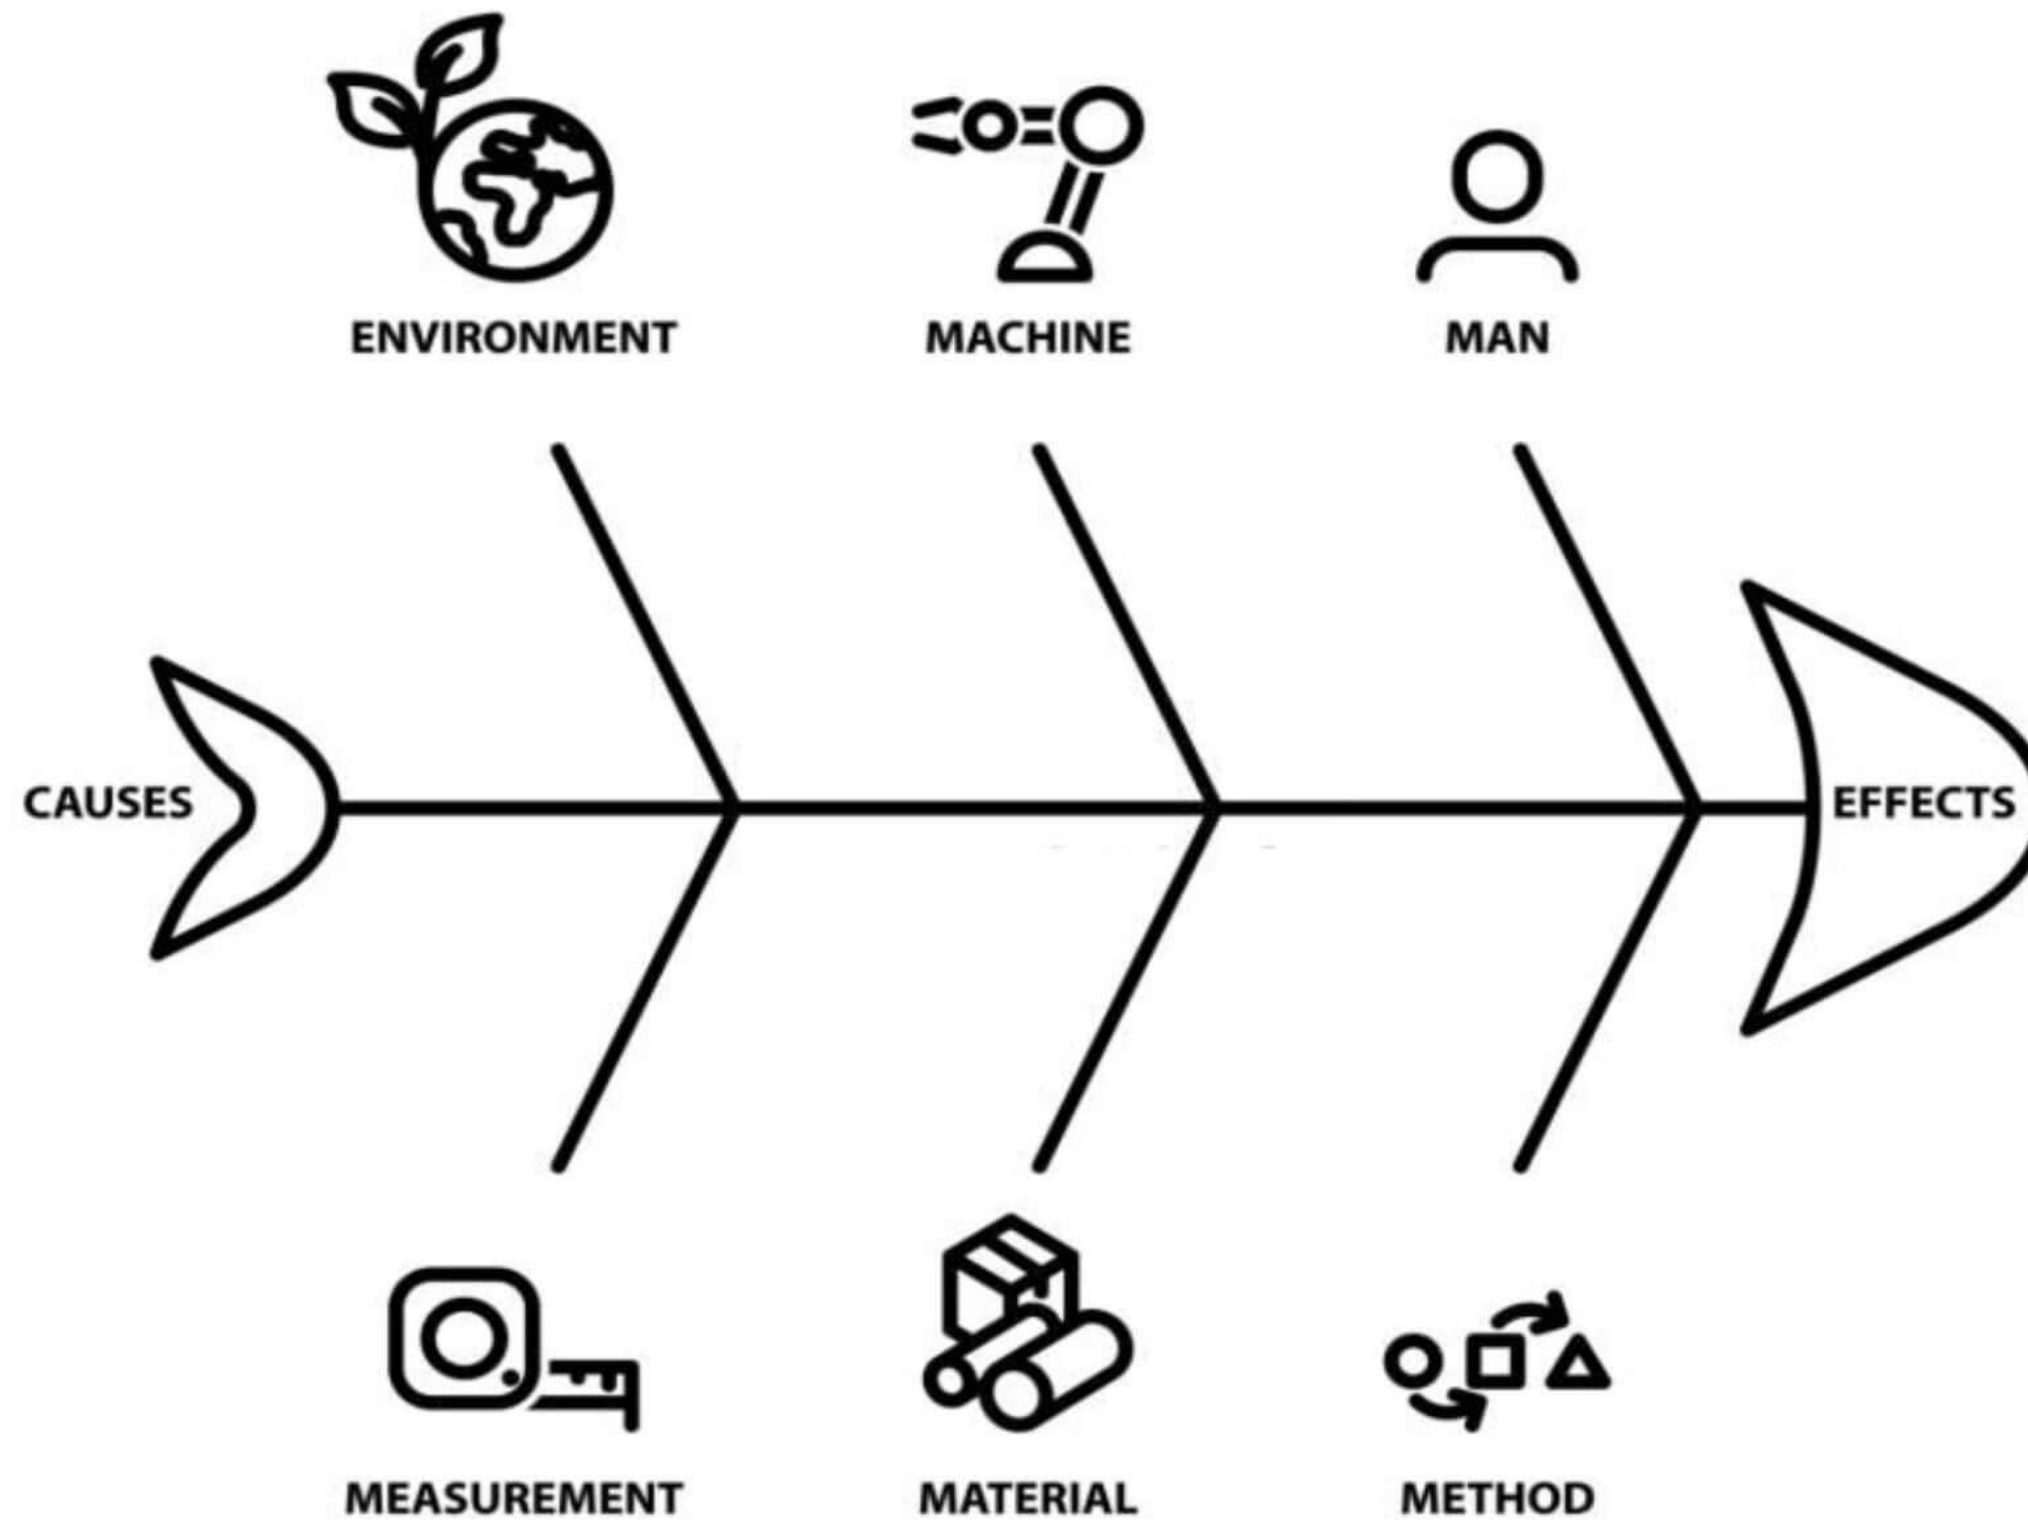 ENVIRONMENT
MACHINE
MAN
CAUSES
EFFECTS
MEASUREMENT
MATERIAL
METHOD